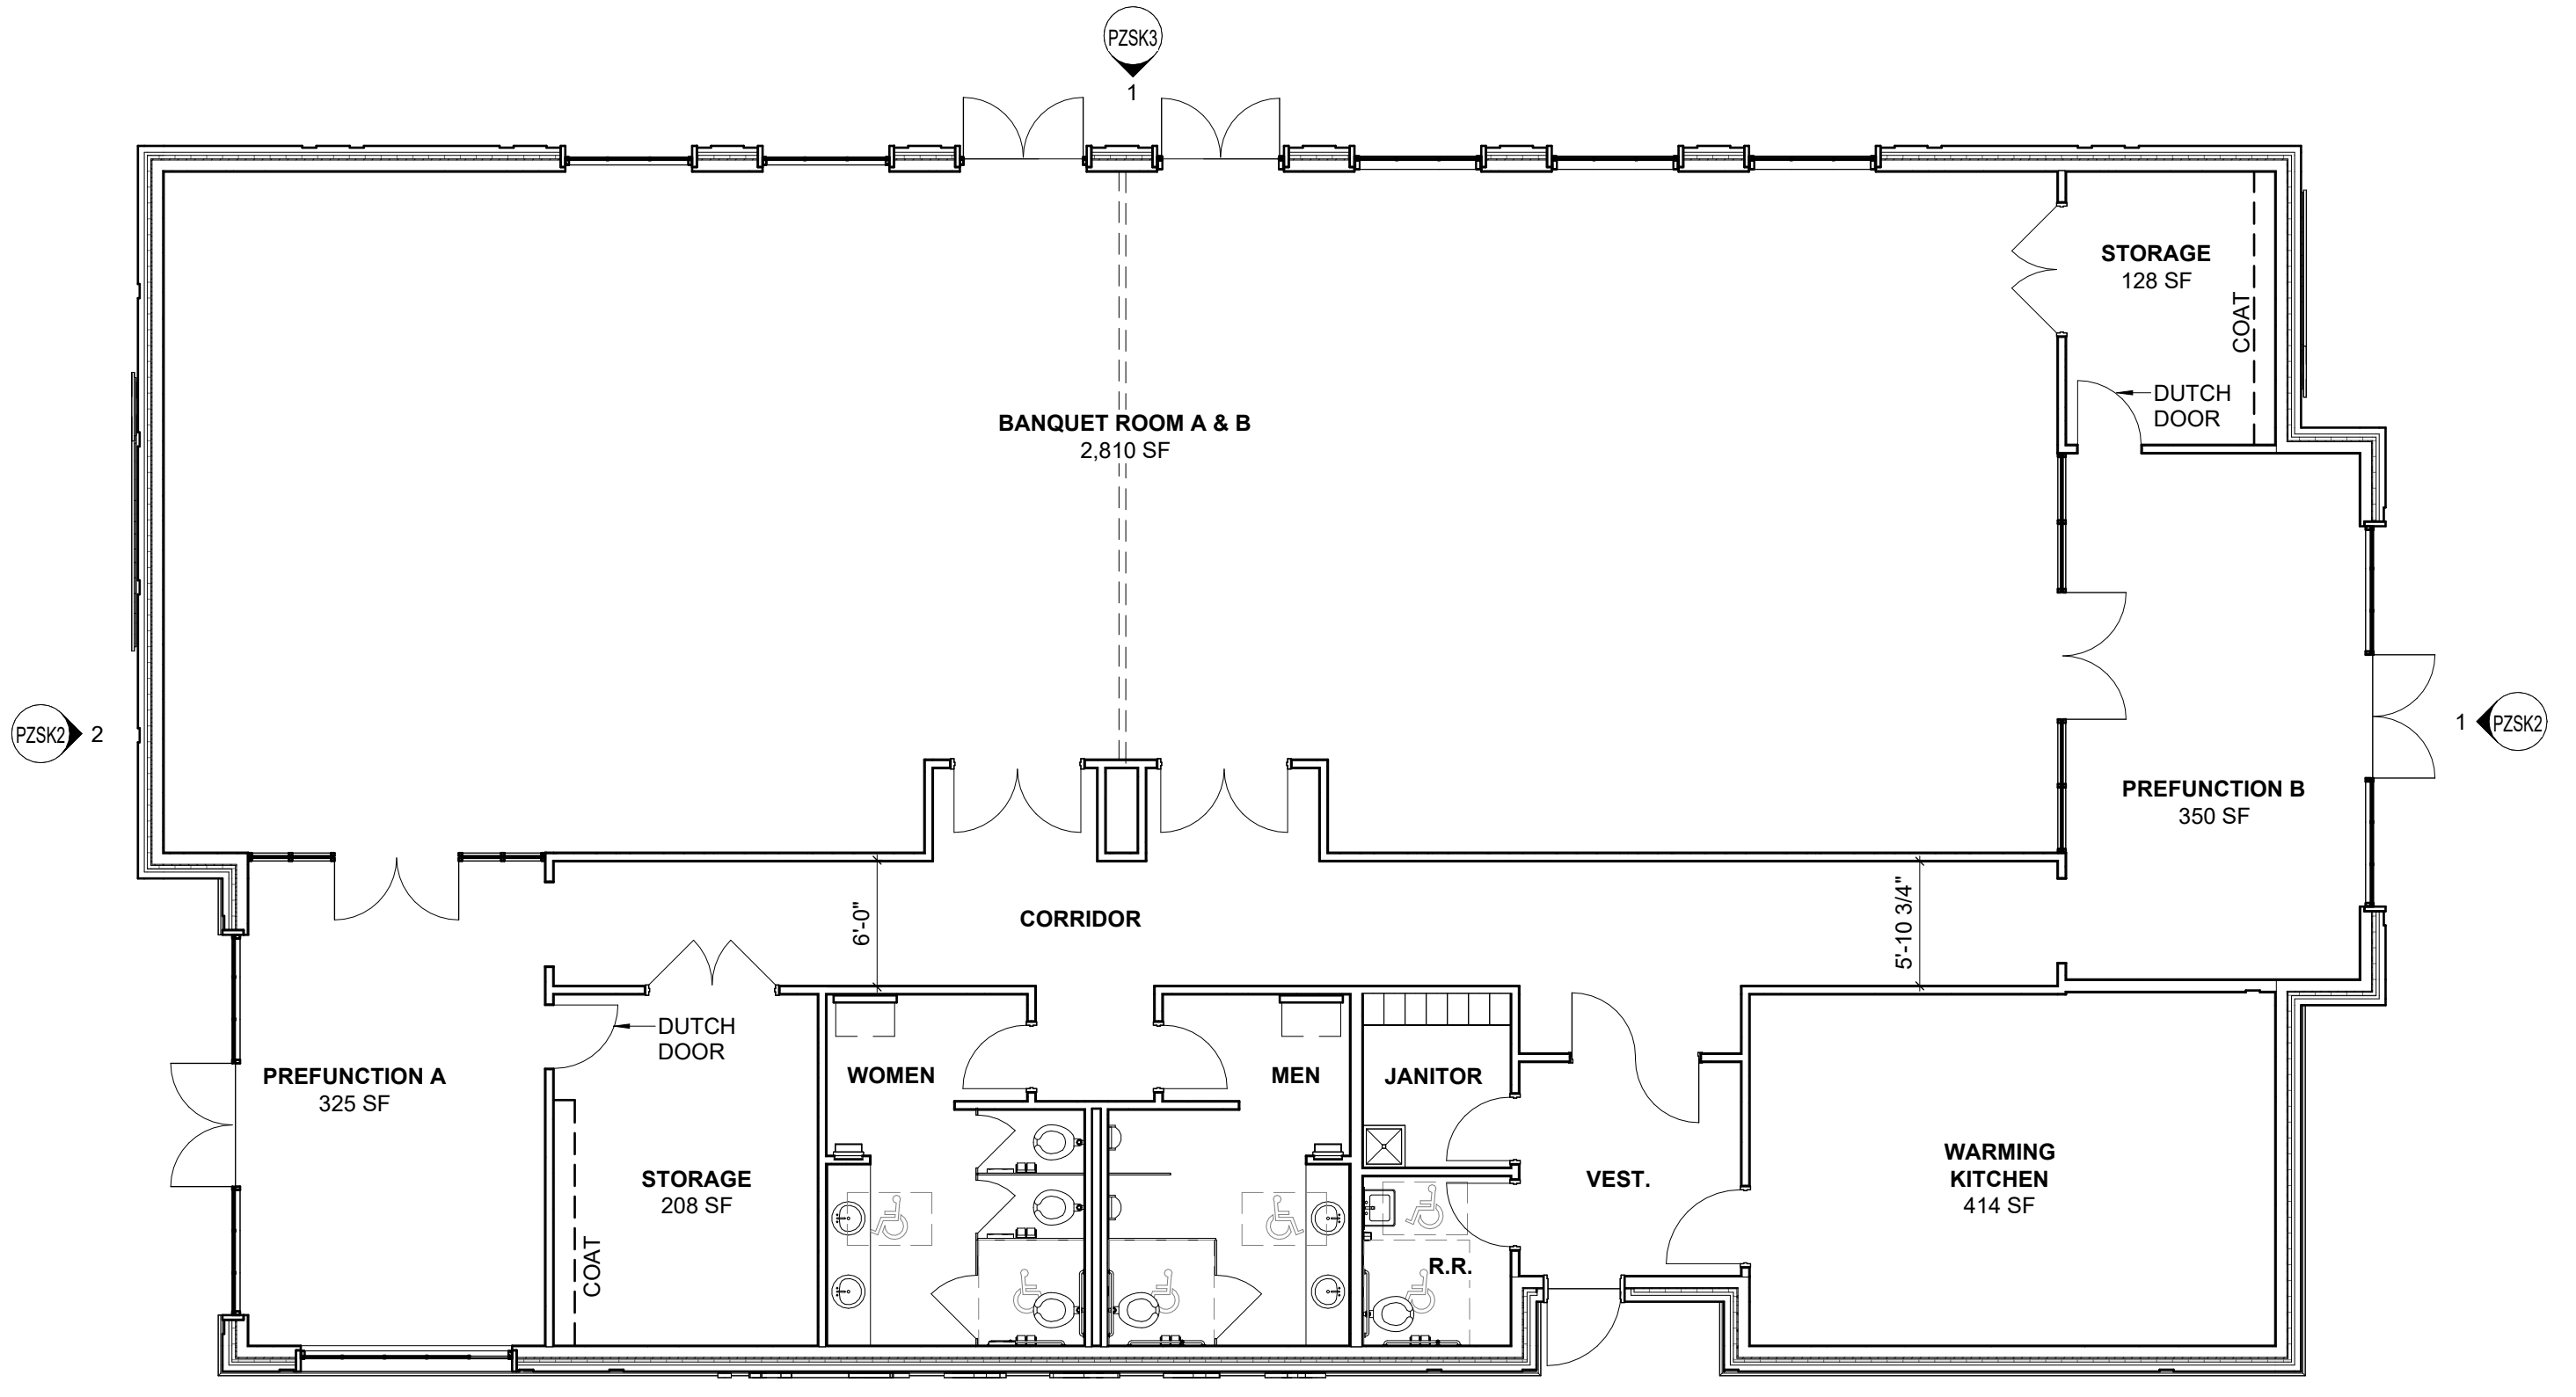 PZSK3
1
STORAGE
128 SF
COAT
DUTCH
DOOR
BANQUET ROOM A & B
2,810 SF
PZSK2
2
1
PZSK2
PREFUNCTION B
350 SF
6'-0"
CORRIDOR
5'-10 3/4"
DUTCH
DOOR
PREFUNCTION A
325 SF
WOMEN
MEN
JANITOR
STORAGE
208 SF
COAT
VEST.
WARMING
KITCHEN
414 SF
R.R.